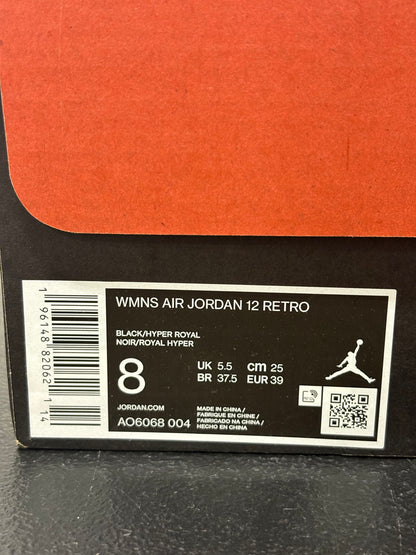 WMNS AIR JORDAN 12 RETRO
BLACK/HYPER ROYAL
NOIR/ROYAL HYPER
8
UK 5.5 cm 25
BR 37.5 EUR 39
JORDAN.COM
AO6068 004
MADE IN CHINA /
FABRIQUE EN CHINE /
FABRICADO NA CHINA /
HECHO EN CHINA
1 96148 82062 1 14